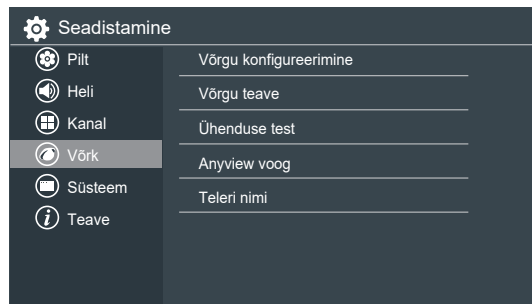 Seadistamine
Pilt
Heli
Kanal
Võrk
Süsteem
Teave
Võrgu konfigureerimine
Võrgu teave
Ühenduse test
Anyview voog
Teleri nimi